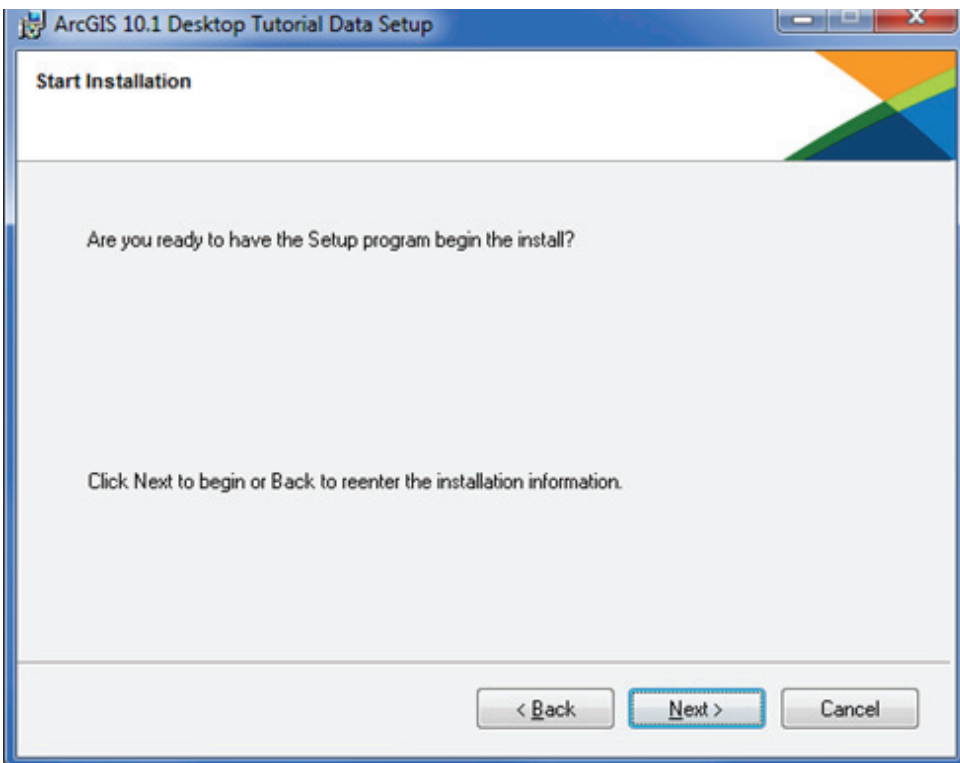 ArcGIS 10.1 Desktop Tutorial Data Setup
Start Installation
Are you ready to have the Setup program begin the install?
Click Next to begin or Back to reenter the installation information.
< Back
Next >
Cancel